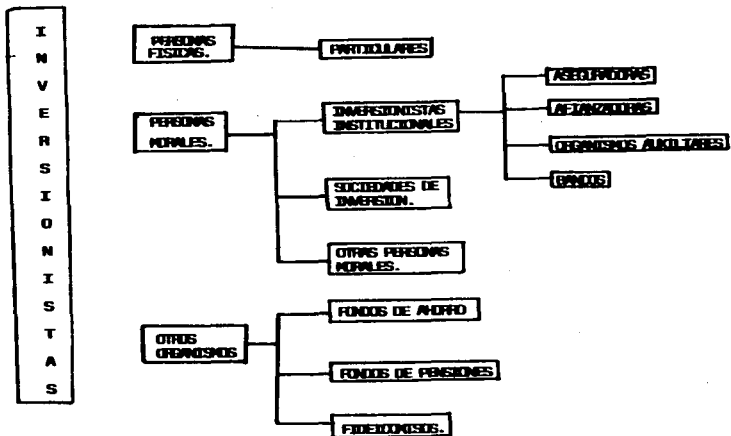 INVERSIONISTAS
PERSONAS
FISICAS.
PARTICULARES
PERSONAS
MORALES.
INVERSIONISTAS
INSTITUCIONALES
ASEGURADORAS
AFIANZADORAS
ORGANISMOS AUXILIARES
BANCOS
SOCIEDADES DE
INVERSION.
OTRAS PERSONAS
MORALES.
OTROS
ORGANISMOS
FONDOS DE AHORRO
FONDOS DE PENSIONES
FIDEICOMISOS.